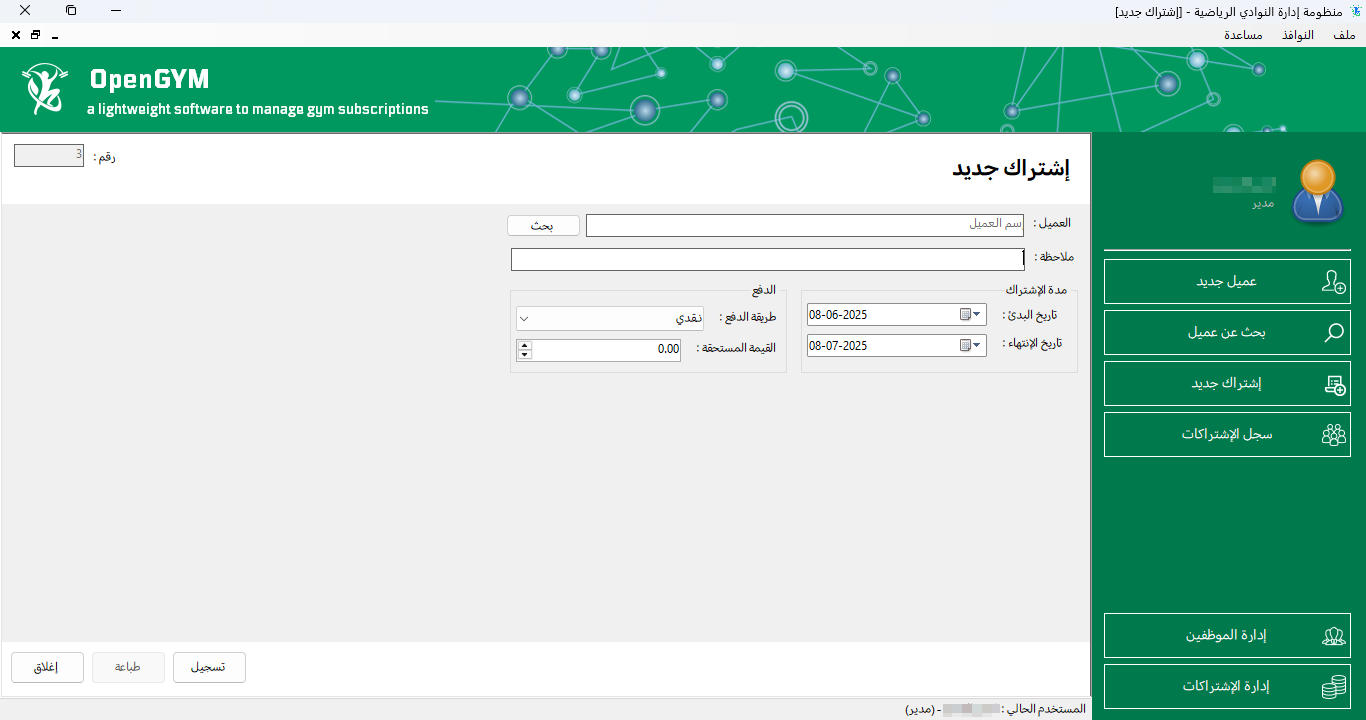 منظومة إدارة النوادي الرياضية - [إشتراك جديد]
ملف النوافذ مساعدة
OpenGYM
a lightweight software to manage gym subscriptions
إشتراك جديد
رقم : 3
العميل : سم العميل بحث
ملاحظة :
مدة الإشتراك
تاريخ البدئ : 08-06-2025
تاريخ الإنتهاء : 08-07-2025
الدفع
طريقة الدفع : نقدي
القيمة المستحقة : 0.00
تسجيل طباعة إغلاق
مدير
عميل جديد
بحث عن عميل
إشتراك جديد
سجل الإشتراكات
إدارة الموظفين
إدارة الإشتراكات
المستخدم الحالي : - (مدير)